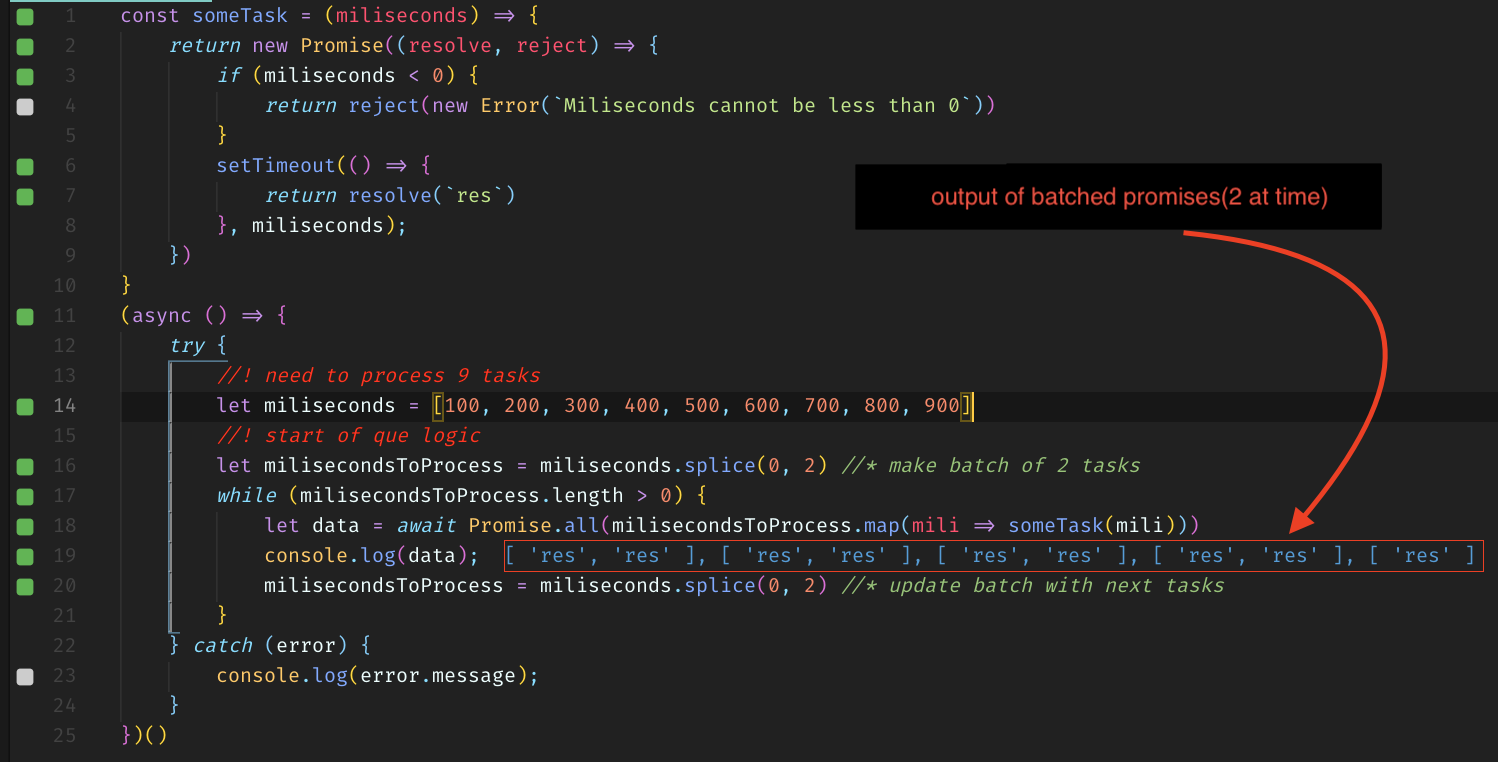 1 const someTask = (miliseconds) => {
2 return new Promise((resolve, reject) => {
3 if (miliseconds < 0) {
4 return reject(new Error(`Miliseconds cannot be less than 0`))
5 }
6 setTimeout(() => {
7 return resolve(`res`)
8 }, miliseconds);
9 })
10 }
output of batched promises(2 at time)
11 (async () => {
12 try {
13 //! need to process 9 tasks
14 let miliseconds = [100, 200, 300, 400, 500, 600, 700, 800, 900]
15 //! start of que logic
16 let milisecondsToProcess = miliseconds.splice(0, 2) //* make batch of 2 tasks
17 while (milisecondsToProcess.length > 0) {
18 let data = await Promise.all(milisecondsToProcess.map(mili => someTask(mili)))
19 console.log(data); [ 'res', 'res' ], [ 'res', 'res' ], [ 'res', 'res' ], [ 'res', 'res' ], [ 'res' ]
20 milisecondsToProcess = miliseconds.splice(0, 2) //* update batch with next tasks
21 }
22 } catch (error) {
23 console.log(error.message);
24 }
25 })()